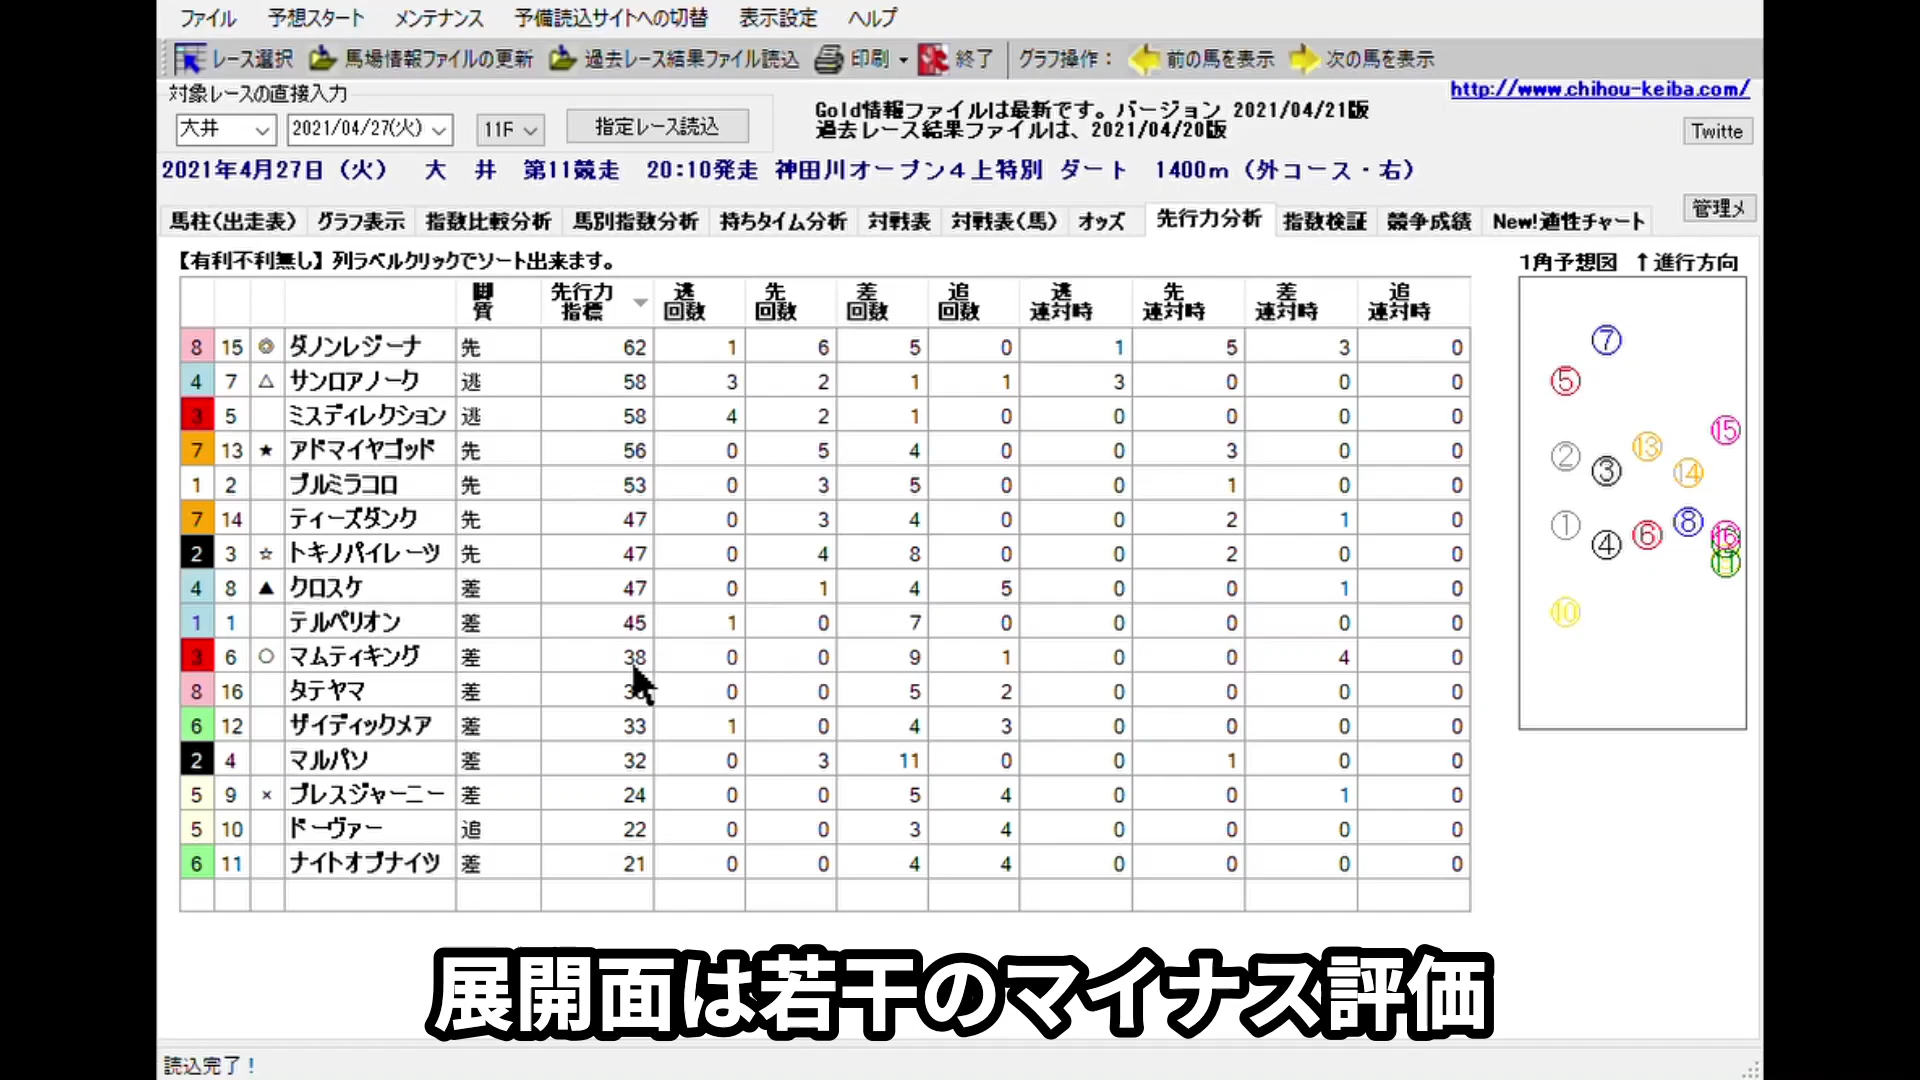 ファイル 予想スタート メンテナンス 予備読込サイトへの切替 表示設定 ヘルプ
レース選択 馬場情報ファイルの更新 過去レース結果ファイル読込 印刷 終了 グラフ操作： 前の馬を表示 次の馬を表示
対象レースの直接入力
http://www.chihou-keiba.com/
大井 2021/04/27(火) 11R 指定レース読込
Gold情報ファイルは最新です。バージョン 2021/04/21版
過去レース結果ファイルは、2021/04/20版
Twitte
2021年4月27日（火） 大 井 第11競走 20:10発走 神田川オープン４上特別 ダート 1400m（外コース・右）
管理メ
馬柱(出走表) グラフ表示 指数比較分析 馬別指数分析 持ちタイム分析 対戦表 対戦表(馬) オッズ 先行力分析 指数検証 競争成績 New!適性チャート
【有利不利無し】列ラベルクリックでソート出来ます。
1角予想図 ↑進行方向
脚質 先行力指標 逃回数 先回数 差回数 追回数 逃連対時 先連対時 差連対時 追連対時
8 15 ◎ ダノンレジーナ 先 62 1 6 5 0 1 5 3 0
4 7 △ サンロアノーク 逃 58 3 2 1 1 3 0 0 0
3 5 ミスディレクション 逃 58 4 2 1 0 0 0 0 0
7 13 ★ アドマイヤゴッド 先 56 0 5 4 0 0 3 0 0
1 2 ブルミラコロ 先 53 0 3 5 0 0 1 0 0
7 14 ティーズダンク 先 47 0 3 4 0 0 2 1 0
2 3 ☆ トキノパイレーツ 先 47 0 4 8 0 0 2 0 0
4 8 ▲ クロスケ 差 47 0 1 4 5 0 0 1 0
1 1 テルペリオン 差 45 1 0 7 0 0 0 0 0
3 6 ○ マムティキング 差 38 0 0 9 1 0 0 4 0
8 16 タテヤマ 差 0 0 5 2 0 0 0 0
6 12 ザイディックメア 差 33 1 0 4 3 0 0 0 0
2 4 マルパソ 差 32 0 3 11 0 0 1 0 0
5 9 × ブレスジャーニー 差 24 0 0 5 4 0 0 1 0
5 10 ドーヴァー 追 22 0 0 3 4 0 0 0 0
6 11 ナイトオブナイツ 差 21 0 0 4 4 0 0 0 0
⑦
⑤
⑮
② ③ ⑬ ⑭
① ④ ⑥ ⑧ ⑯
⑪
⑩
展開面は若干のマイナス評価
読込完了！